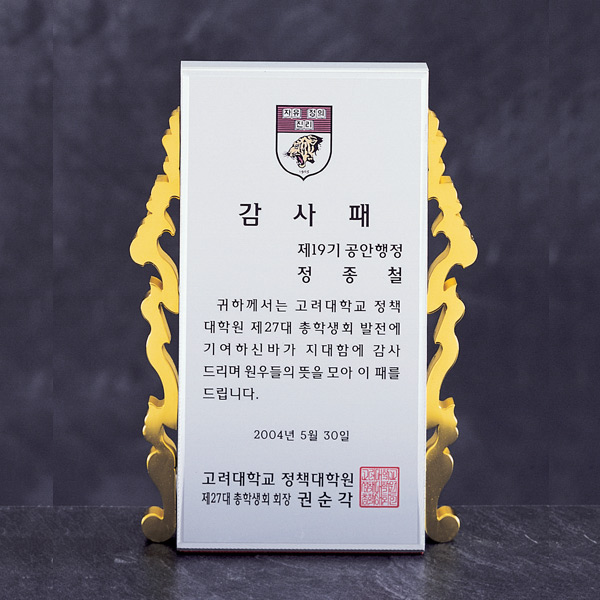 자유 정의
진리
감 사 패
제19기 공안행정
정 종 철
귀하께서는 고려대학교 정책
대학원 제27대 총학생회 발전에
기여하신바가 지대함에 감사
드리며 원우들의 뜻을 모아 이 패를
드립니다.
2004년 5월 30일
고려대학교 정책대학원
제27대 총학생회 회장 권순각